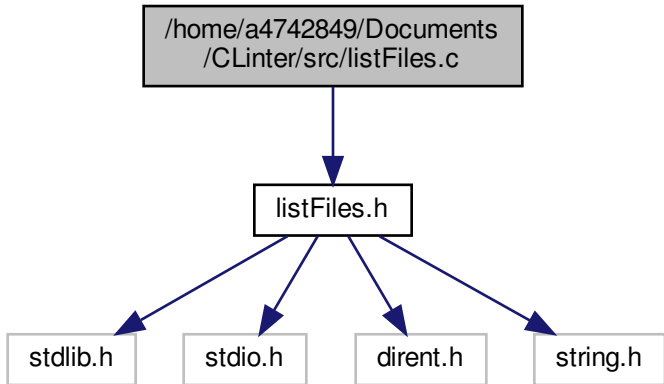 /home/a4742849/Documents
/CLinter/src/listFiles.c
listFiles.h
stdlib.h
stdio.h
dirent.h
string.h